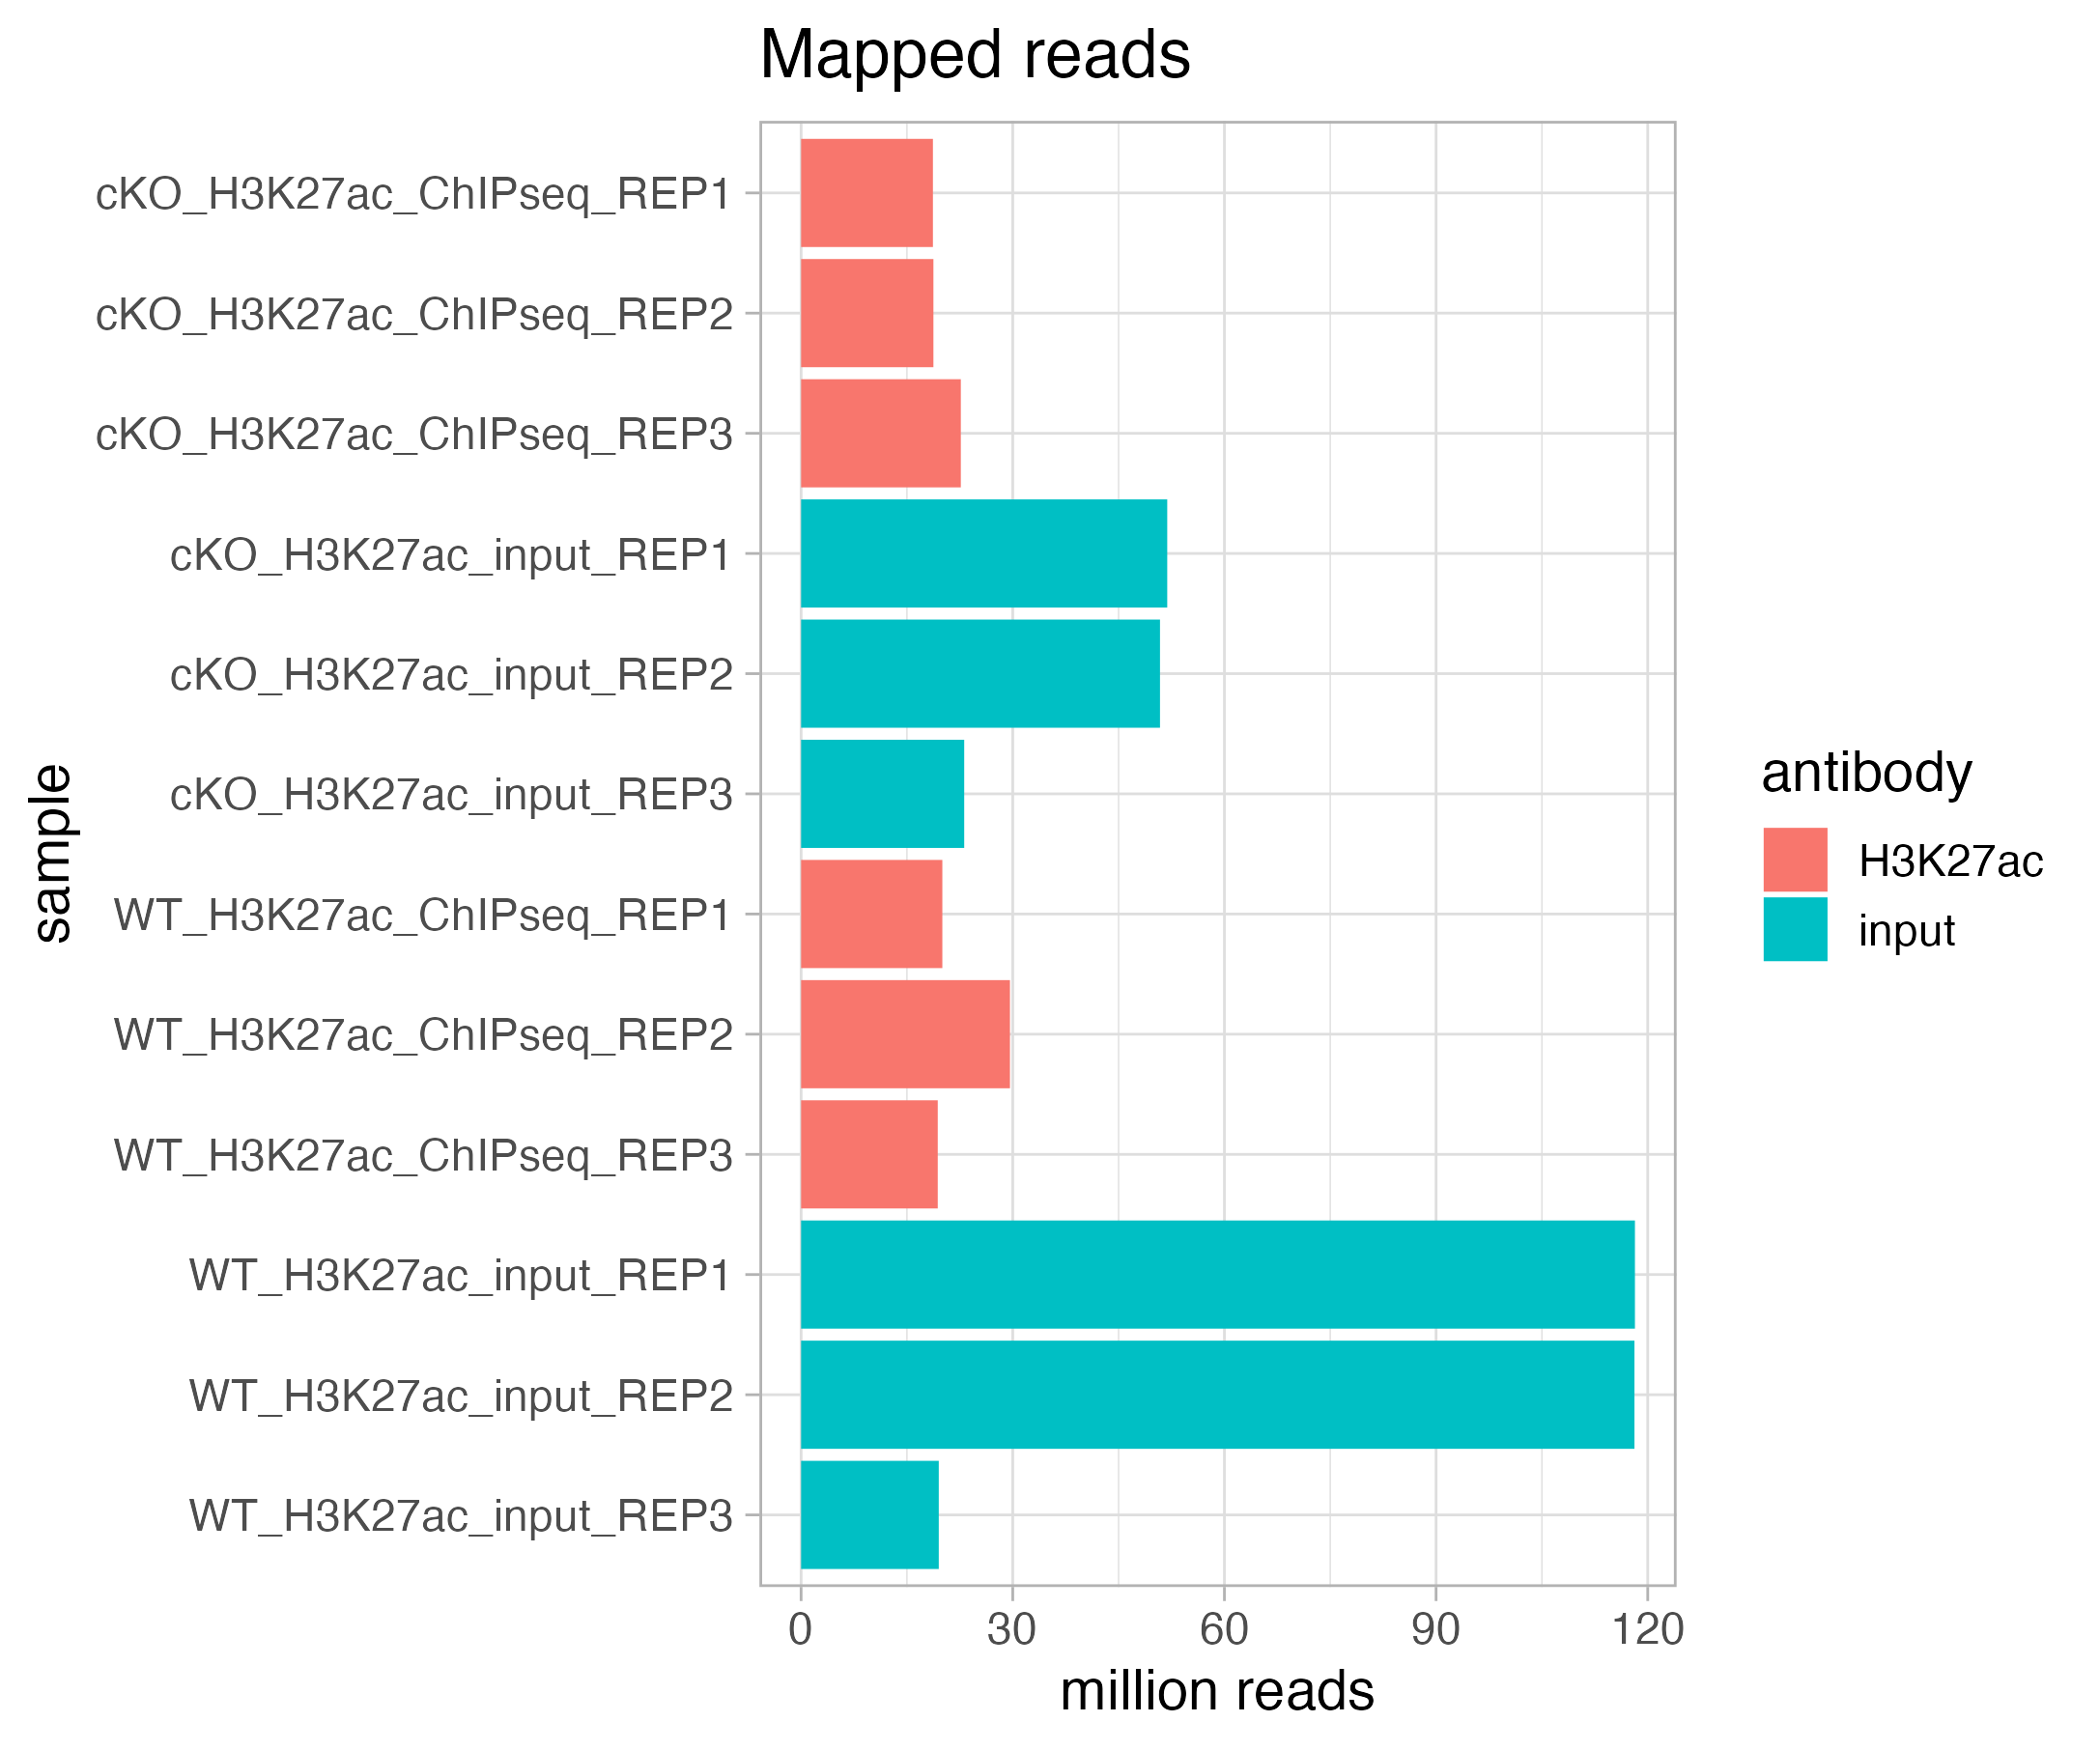 Mapped reads
cKO_H3K27ac_ChIPseq_REP1
cKO_H3K27ac_ChIPseq_REP2
cKO_H3K27ac_ChIPseq_REP3
cKO_H3K27ac_input_REP1
cKO_H3K27ac_input_REP2
cKO_H3K27ac_input_REP3
WT_H3K27ac_ChIPseq_REP1
WT_H3K27ac_ChIPseq_REP2
WT_H3K27ac_ChIPseq_REP3
WT_H3K27ac_input_REP1
WT_H3K27ac_input_REP2
WT_H3K27ac_input_REP3
sample
0 30 60 90 120
million reads
antibody
H3K27ac
input